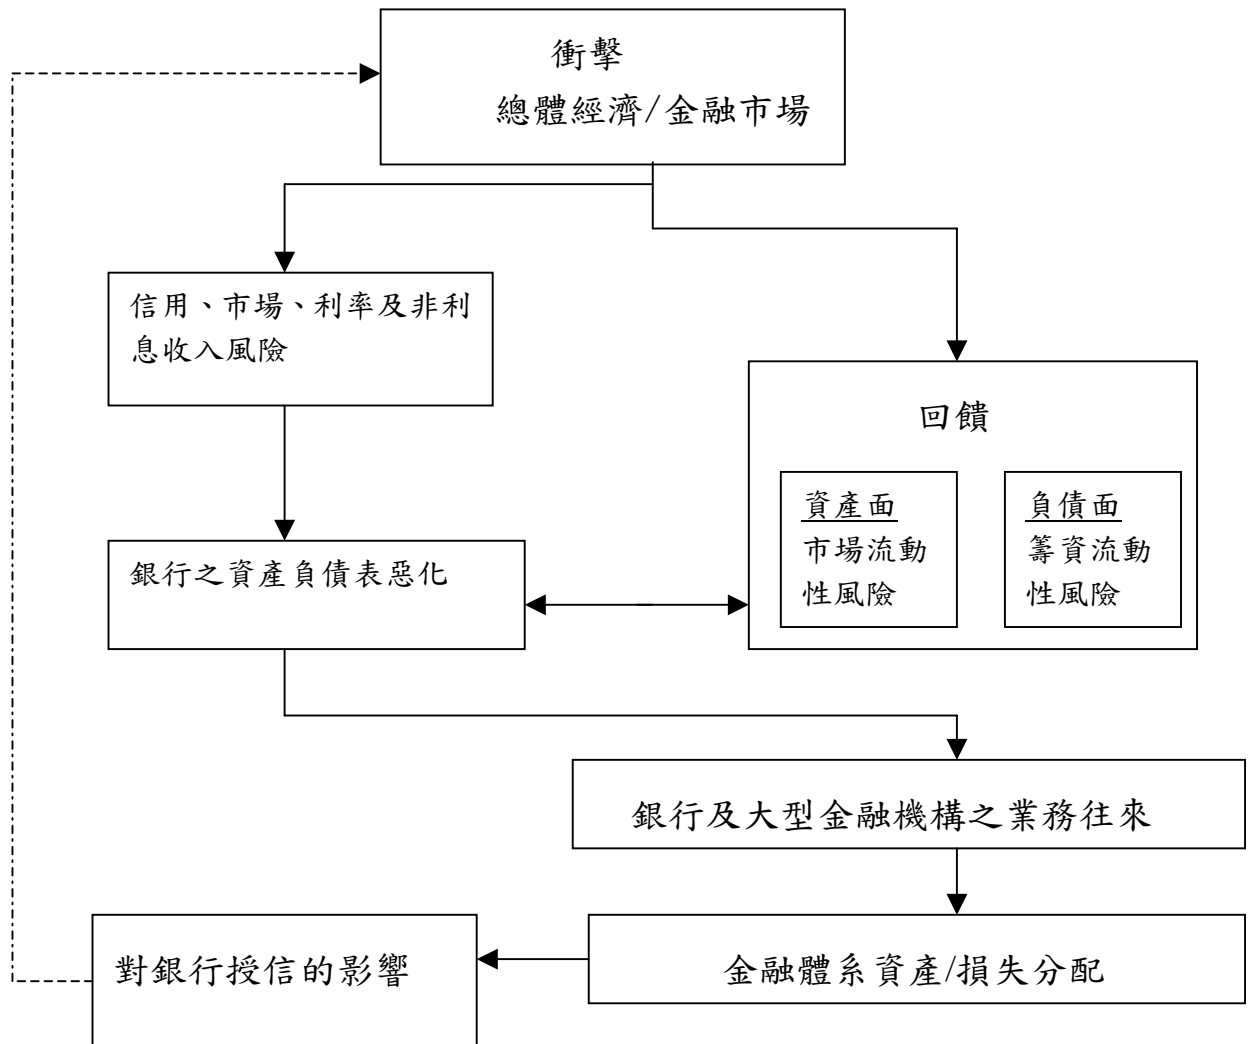 衝擊
總體經濟/金融市場
信用、市場、利率及非利
息收入風險
回饋
資產面
市場流動
性風險
負債面
籌資流動
性風險
銀行之資產負債表惡化
銀行及大型金融機構之業務往來
對銀行授信的影響
金融體系資產/損失分配